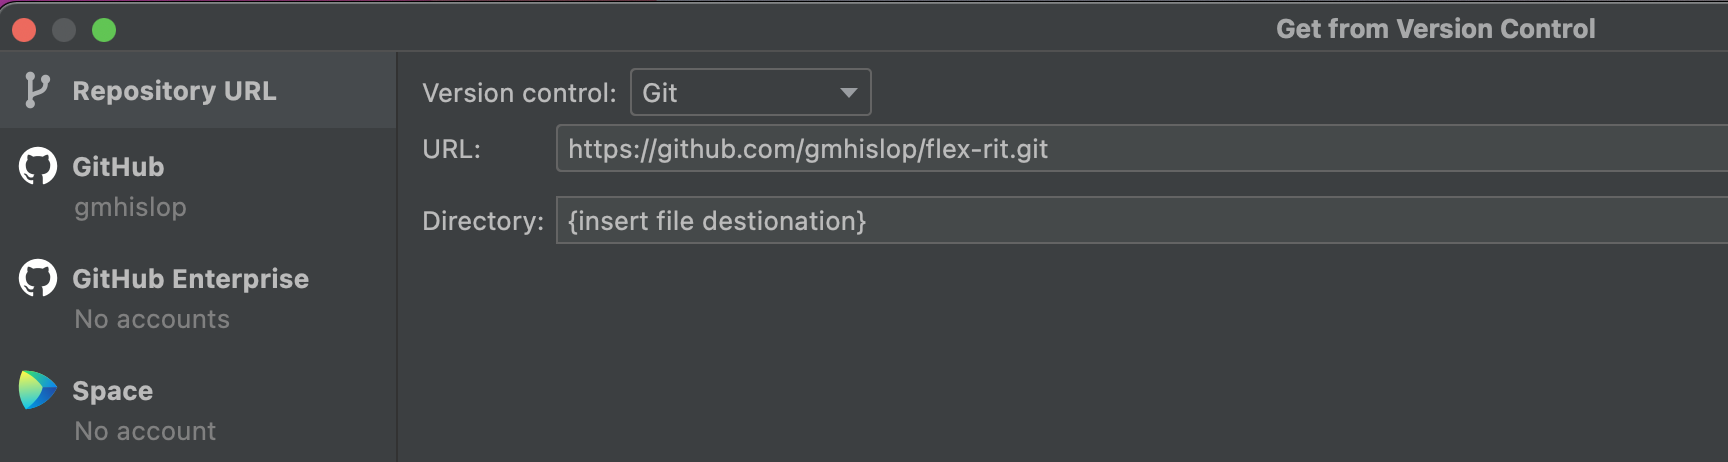 Get from Version Control
Repository URL
GitHub
gmhislop
GitHub Enterprise
No accounts
Space
No account
Version control: Git
URL: https://github.com/gmhislop/flex-rit.git
Directory: {insert file destionation}